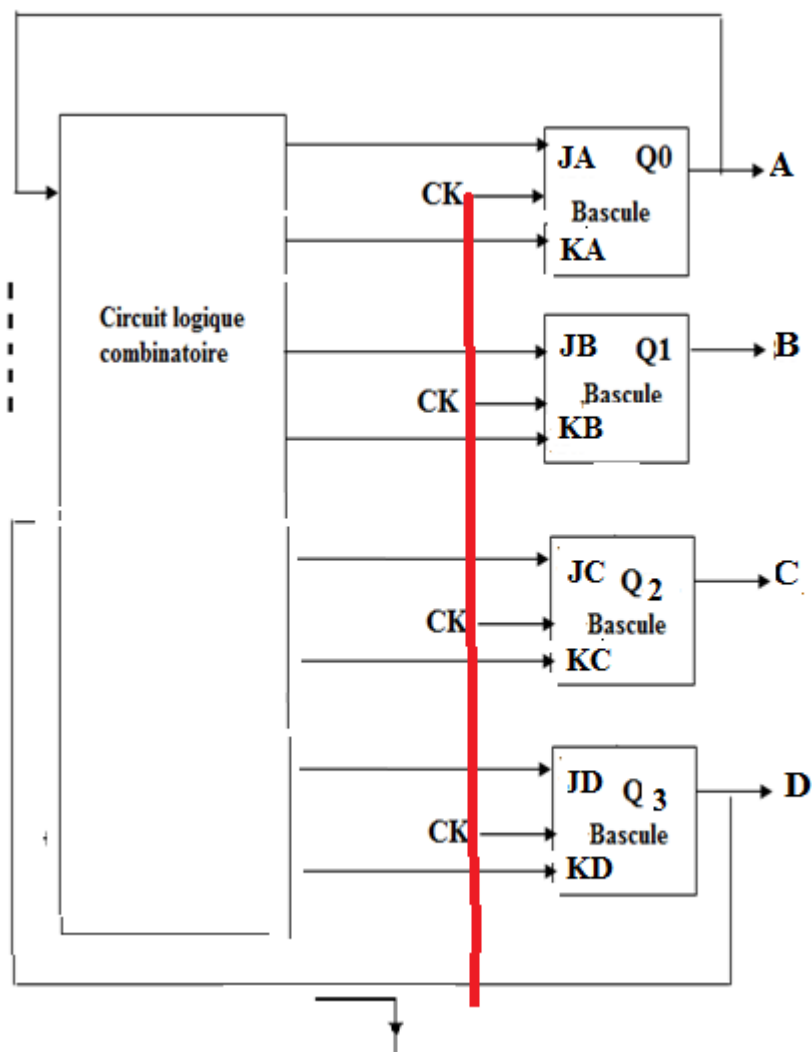 JA Q0
A
CK
Bascule
KA
Circuit logique
combinatoire
JB Q1
B
CK
Bascule
KB
JC Q 2
C
CK
Bascule
KC
JD Q 3
D
CK
Bascule
KD